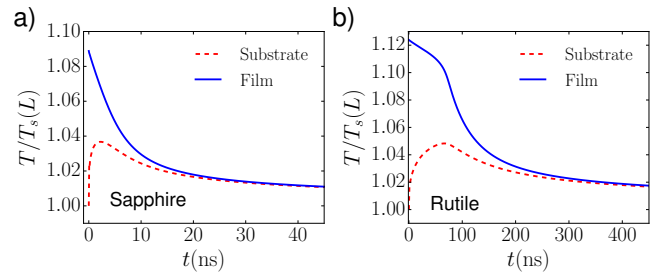 a)
T/T_s(L)
1.10
1.08
1.06
1.04
1.02
1.00
Substrate
Film
Sapphire
0 10 20 30 40
t(ns)
b)
T/T_s(L)
1.12
1.10
1.08
1.06
1.04
1.02
1.00
Substrate
Film
Rutile
0 100 200 300 400
t(ns)